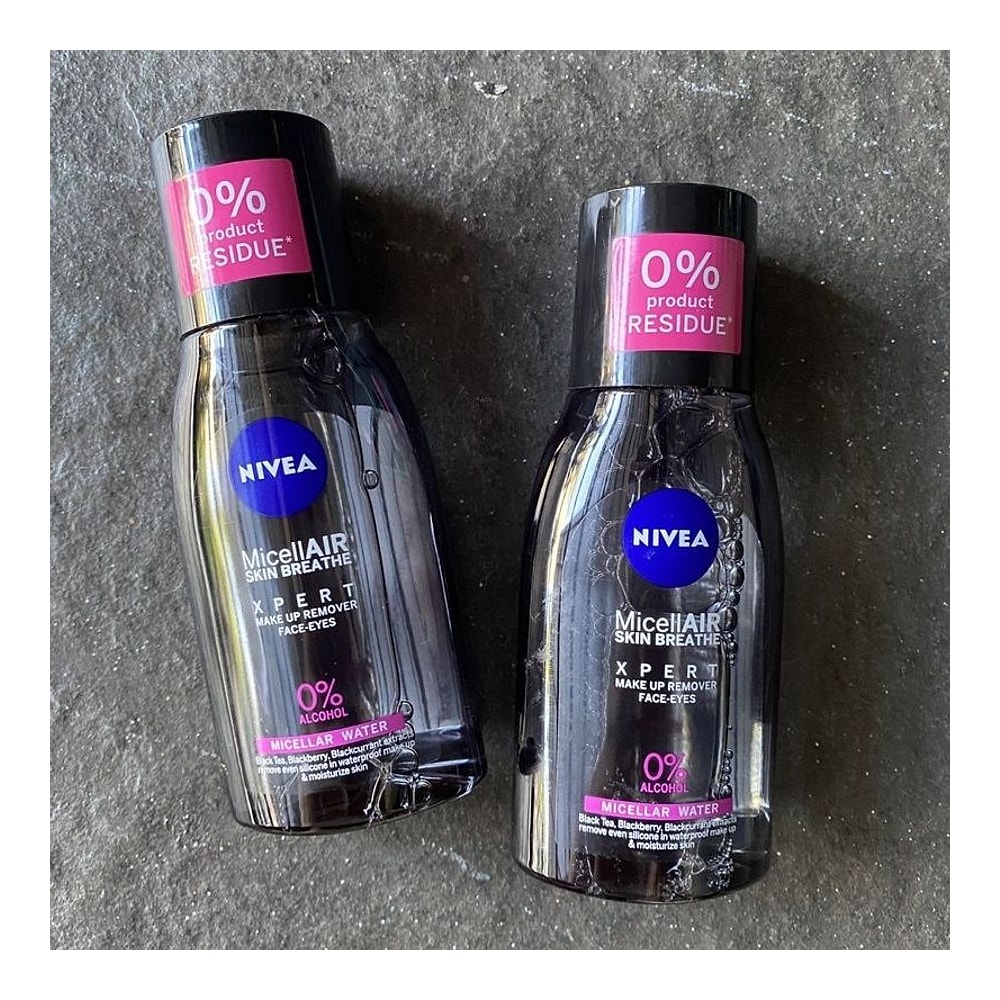 0%
product
RESIDUE*
NIVEA
MicellAIR
SKIN BREATHE
XPERT
MAKE UP REMOVER
FACE-EYES
0%
ALCOHOL
MICELLAR WATER
Black Tea, Blackberry, Blackcurrant extracts
remove even silicone in waterproof make up
& moisturize skin
0%
product
RESIDUE*
NIVEA
MicellAIR
SKIN BREATHE
XPERT
MAKE UP REMOVER
FACE-EYES
0%
ALCOHOL
MICELLAR WATER
Black Tea, Blackberry, Blackcurrant extracts
remove even silicone in waterproof make up
& moisturize skin